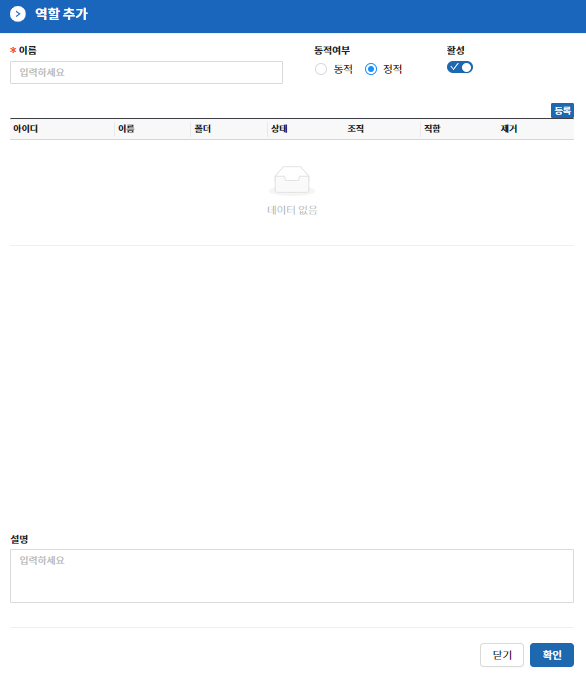 역할 추가
* 이름 동적여부 활성
입력하세요 동적 정적
등록
아이디 이름 폴더 상태 조직 직함 제거
데이터 없음
설명
입력하세요
닫기 확인